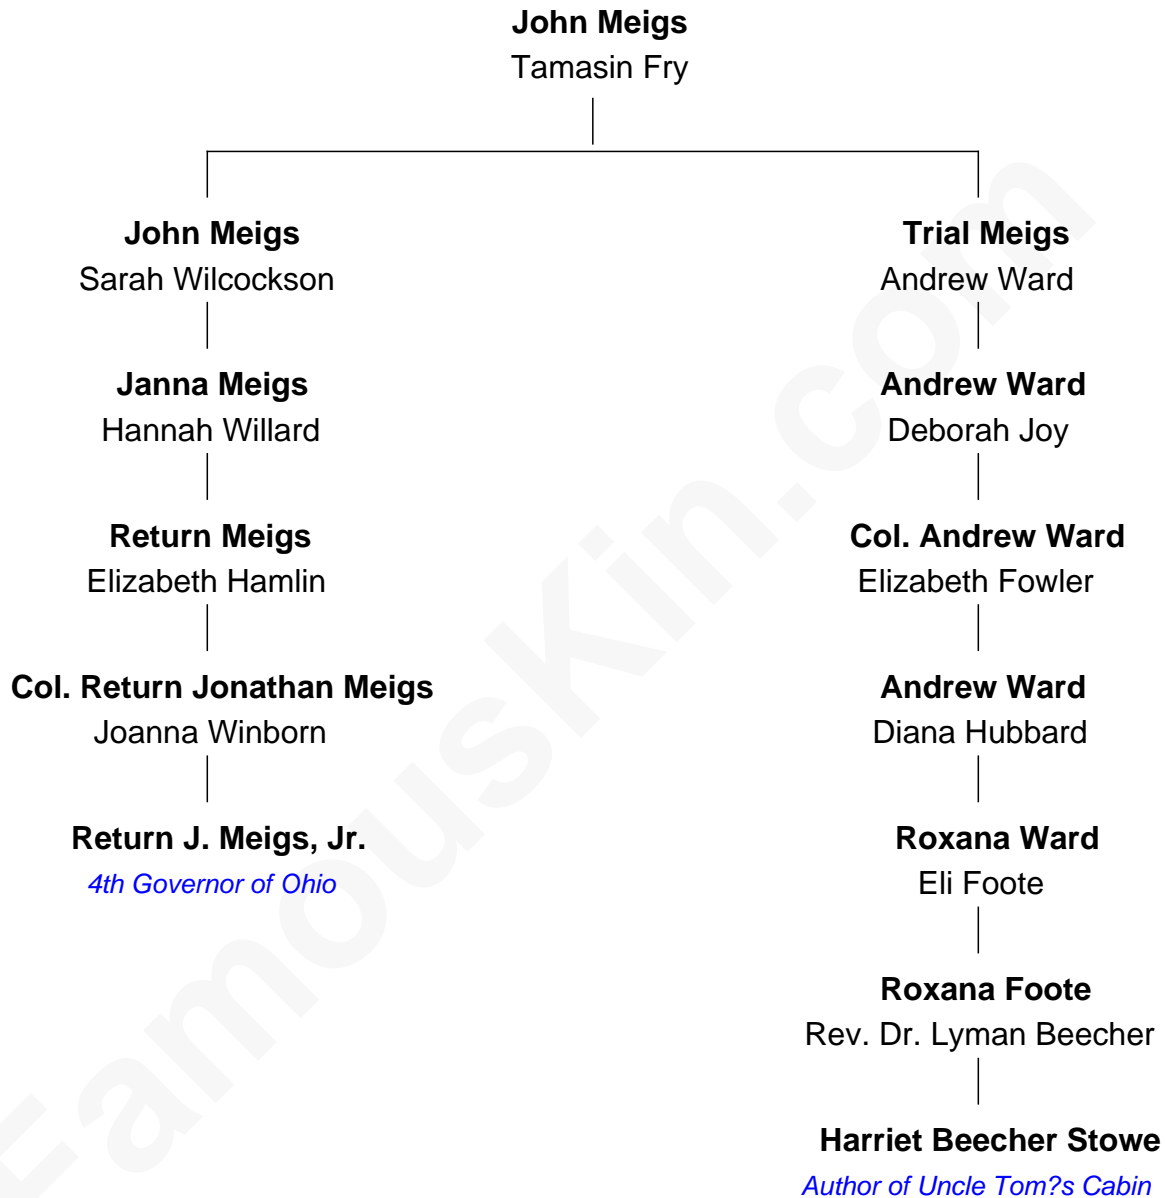 John Meigs
Tamasin Fry
John Meigs
Sarah Wilcockson
Trial Meigs
Andrew Ward
Janna Meigs
Hannah Willard
Andrew Ward
Deborah Joy
Return Meigs
Elizabeth Hamlin
Col. Andrew Ward
Elizabeth Fowler
Col. Return Jonathan Meigs
Joanna Winborn
Andrew Ward
Diana Hubbard
Return J. Meigs, Jr.
4th Governor of Ohio
Roxana Ward
Eli Foote
Roxana Foote
Rev. Dr. Lyman Beecher
Harriet Beecher Stowe
Author of Uncle Tom?s Cabin
FamousKin.com